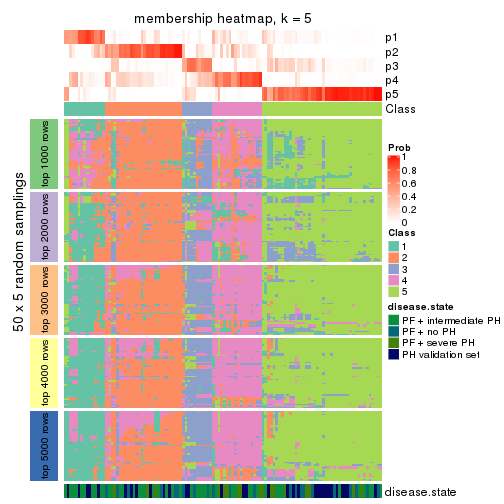 membership heatmap, k = 5
p1
p2
p3
p4
p5
Class
50 x 5 random samplings
top 1000 rows
top 2000 rows
top 3000 rows
top 4000 rows
top 5000 rows
Prob
1
0.8
0.6
0.4
0.2
0
Class
1
2
3
4
5
disease.state
PF+ intermediate PH
PF+ no PH
PF+ severe PH
PH validation set
disease.state